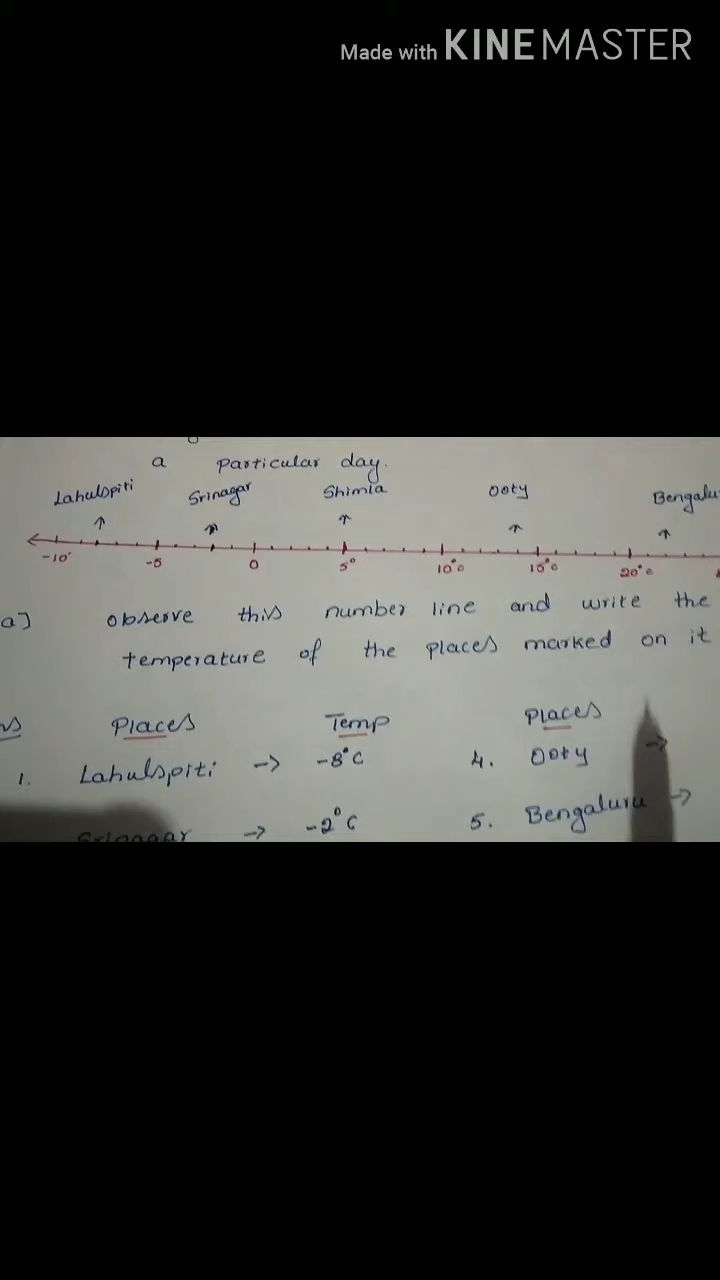 Made with KINEMASTER
a particular day.
Lahulspiti Srinagar Shimla Ooty
-10° -5 0 5° 10°c 15°c 20°c
a] observe this number line and write the
temperature of the places marked on it
Places Temp Places
1. Lahulspiti -> -8°C 4. Ooty ->
Srinagar -> -2°C 5. Bengaluru ->